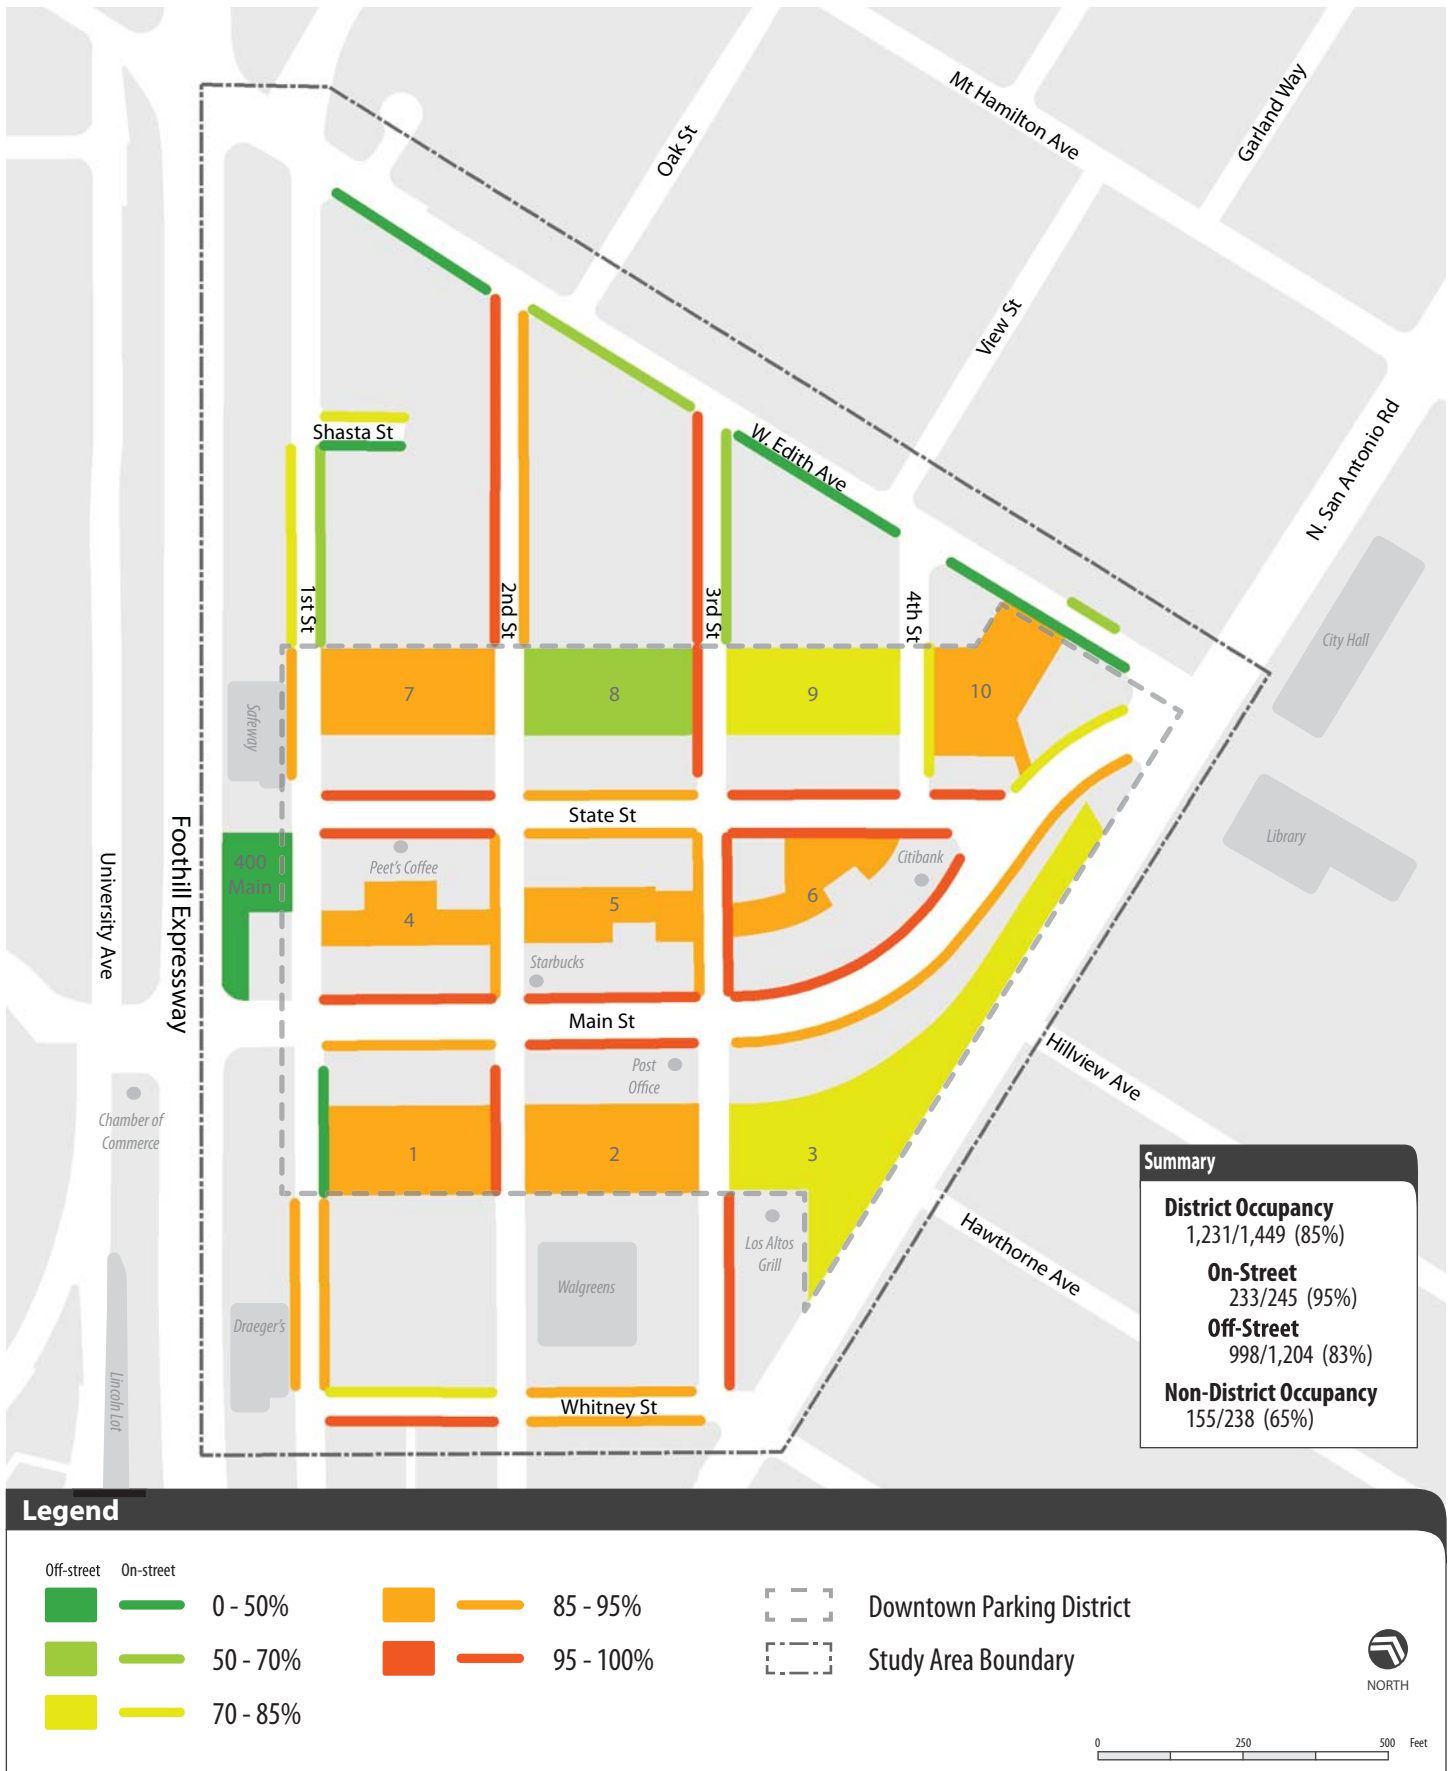 Mt Hamilton Ave
Garland Way
Oak St
View St
N. San Antonio Rd
W. Edith Ave
Shasta St
1st St
2nd St
3rd St
4th St
City Hall
Safeway
7
8
9
10
State St
Library
Foothill Expressway
University Ave
400
Main
Peet's Coffee
4
5
6
Citibank
Starbucks
Main St
Post
Office
Hillview Ave
Chamber of
Commerce
1
2
3
Los Altos
Grill
Hawthorne Ave
Walgreens
Draeger's
Lincoln Lot
Whitney St
Summary
District Occupancy
1,231/1,449 (85%)
On-Street
233/245 (95%)
Off-Street
998/1,204 (83%)
Non-District Occupancy
155/238 (65%)
Legend
Off-street On-street
0 - 50%
50 - 70%
70 - 85%
85 - 95%
95 - 100%
Downtown Parking District
Study Area Boundary
NORTH
0 250 500 Feet